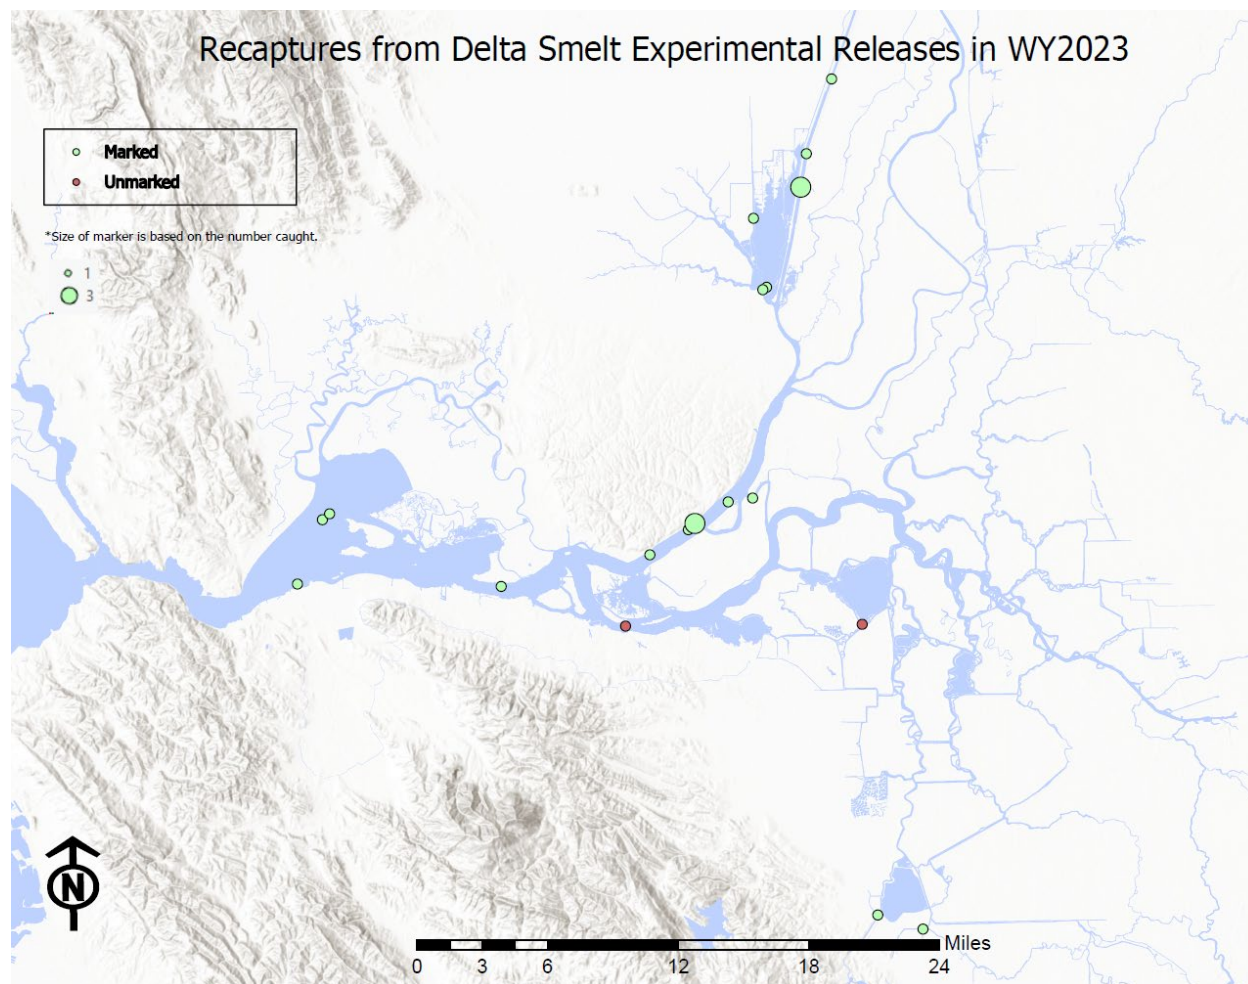 Recaptures from Delta Smelt Experimental Releases in WY2023
Marked
Unmarked
*Size of marker is based on the number caught.
1
3
N
Miles
0 3 6 12 18 24